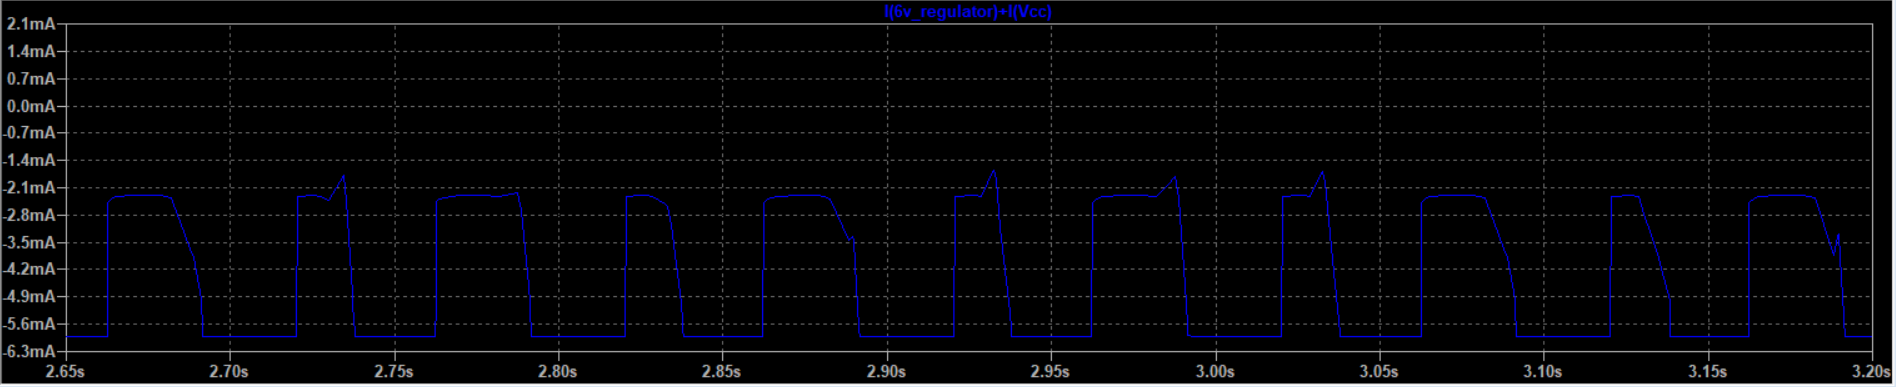 I(6v_regulator)+I(Vcc)
2.1mA
1.4mA
0.7mA
0.0mA
-0.7mA
-1.4mA
-2.1mA
-2.8mA
-3.5mA
-4.2mA
-4.9mA
-5.6mA
-6.3mA
2.65s 2.70s 2.75s 2.80s 2.85s 2.90s 2.95s 3.00s 3.05s 3.10s 3.15s 3.20s